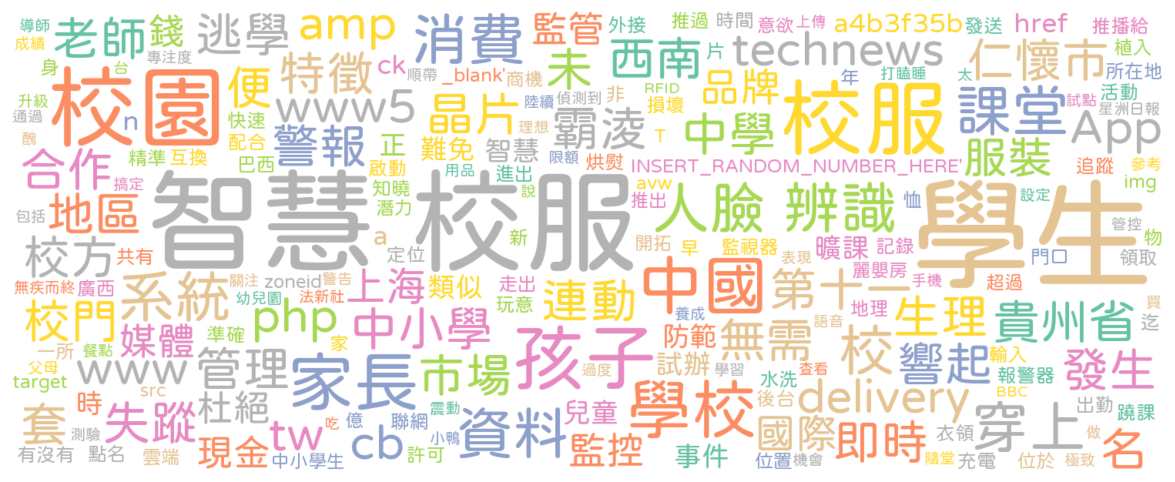 導師 老師 錢 逃學 amp 消費 監管 外接 推過 時間 意欲 上傳 a4b3f35b 發送 href 推播給
成績 專注度 特徵 ck _blank' 商機 未 西南 片 technews 仁懷市 植入
身 台 順帶 品牌 年 打瞌睡 太 所在地
升級 校園 便 www5 晶片 陸續 偵測到 非 RFID 損壞 校服 課堂 試點 活動 星洲日報
通過 n 快速 警報 正 理想 霸淩 中學 T App
醜 精準 互換 配合 難免 智慧 限額 烘熨 INSERT_RANDOM_NUMBER_HERE' 服裝 追蹤 參考
合作 搞定 巴西 啟動 用品 進出 avw img
地區 智慧 校服 知曉 潛力 說 推出 人臉 辨識 恤 學生 設定
包括 a 新 管控
校方 共有 定位 開拓 早 監視器 曠課 記錄 門口 物 領取
無疾而終 廣西 系統 關注 zoneid 警告 上海 類似 走出 中國 表現 麗嬰房 手機 超過
幼兒園 法新社 玩意 連動 養成 第十一 地理 買
校門 媒體 準確 php 家 中小學 孩子 防範 無需 語音 生理 貴州省 迄
一所 餐點 www 管理 家長 市場 過度 試辦 學習 校 響起 輸入 發生
父母 查看 報警器
target src 時 杜絕 震動 兒童 學校 水洗 後台 delivery BBC 出勤 蹺課
套 失蹤 tw 吃 億 聯網 資料 穿上 做 名
測驗 cb 小鴨 監控 國際 即時 衣領
有沒有 點名 雲端 現金 中小學生 許可 事件 位置 機會 隨堂 充電 位於 極致